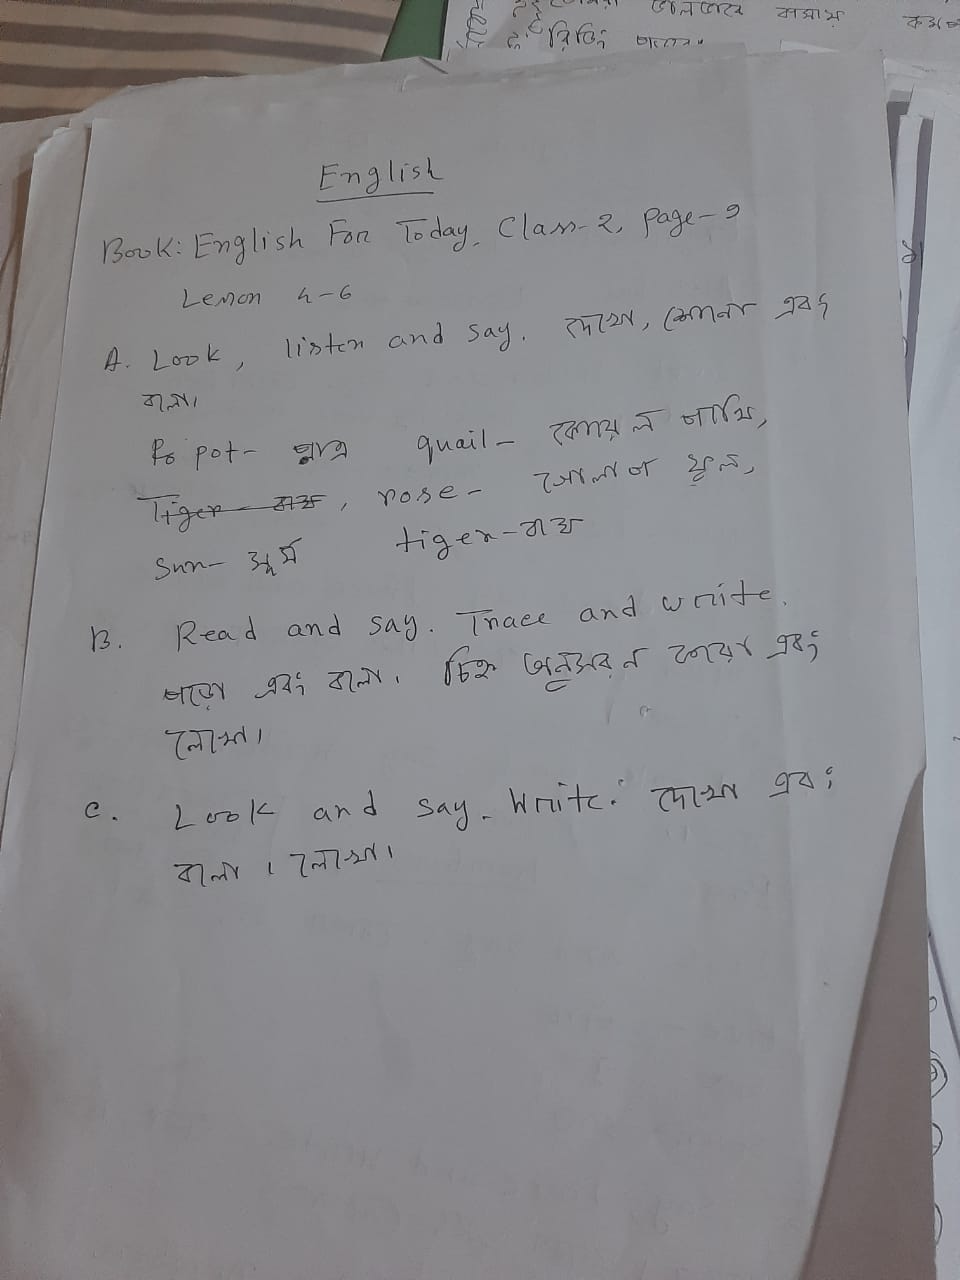 English
Book: English For Today, Class-2, Page-9
Lesson 4-6
A. Look, listen and say. দেখো, শোনো এবং
বলো।
Po pot- পাত্র quail- কোয়েল পাখি,
Tiger- বাঘ, rose- গোলাপ ফুল,
Sun- সূর্য tiger-বাঘ
B. Read and say. Trace and write.
পড়ো এবং বলো। চিহ্ন অনুসরন করো এবং
লেখো।
C. Look and say. Write. দেখো এবং
বলো। লেখো।